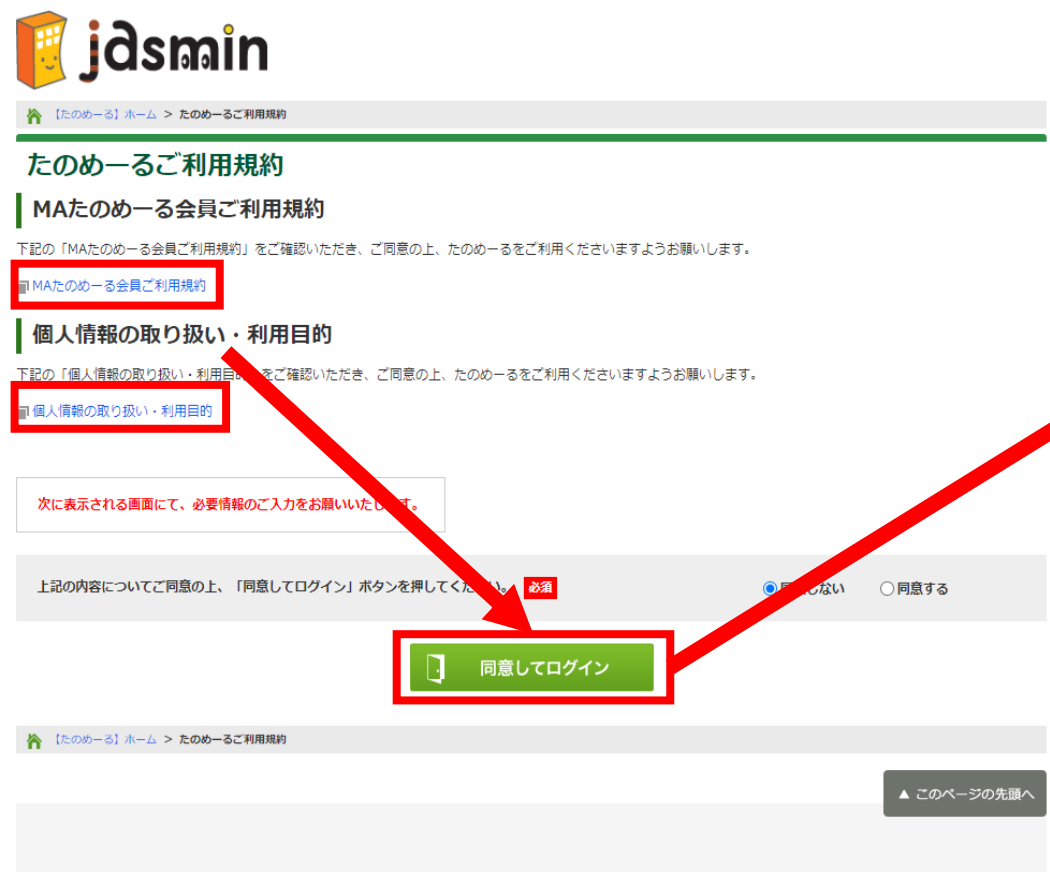 jasmin
【たのめーる】ホーム > たのめーるご利用規約
たのめーるご利用規約
MAたのめーる会員ご利用規約
下記の「MAたのめーる会員ご利用規約」をご確認いただき、ご同意の上、たのめーるをご利用くださいますようお願いします。
MAたのめーる会員ご利用規約
個人情報の取り扱い・利用目的
下記の「個人情報の取り扱い・利用目的」をご確認いただき、ご同意の上、たのめーるをご利用くださいますようお願いします。
個人情報の取り扱い・利用目的
次に表示される画面にて、必要情報のご入力をお願いいたします。
上記の内容についてご同意の上、「同意してログイン」ボタンを押してください。 必須 同意しない 同意する
同意してログイン
【たのめーる】ホーム > たのめーるご利用規約
▲ このページの先頭へ